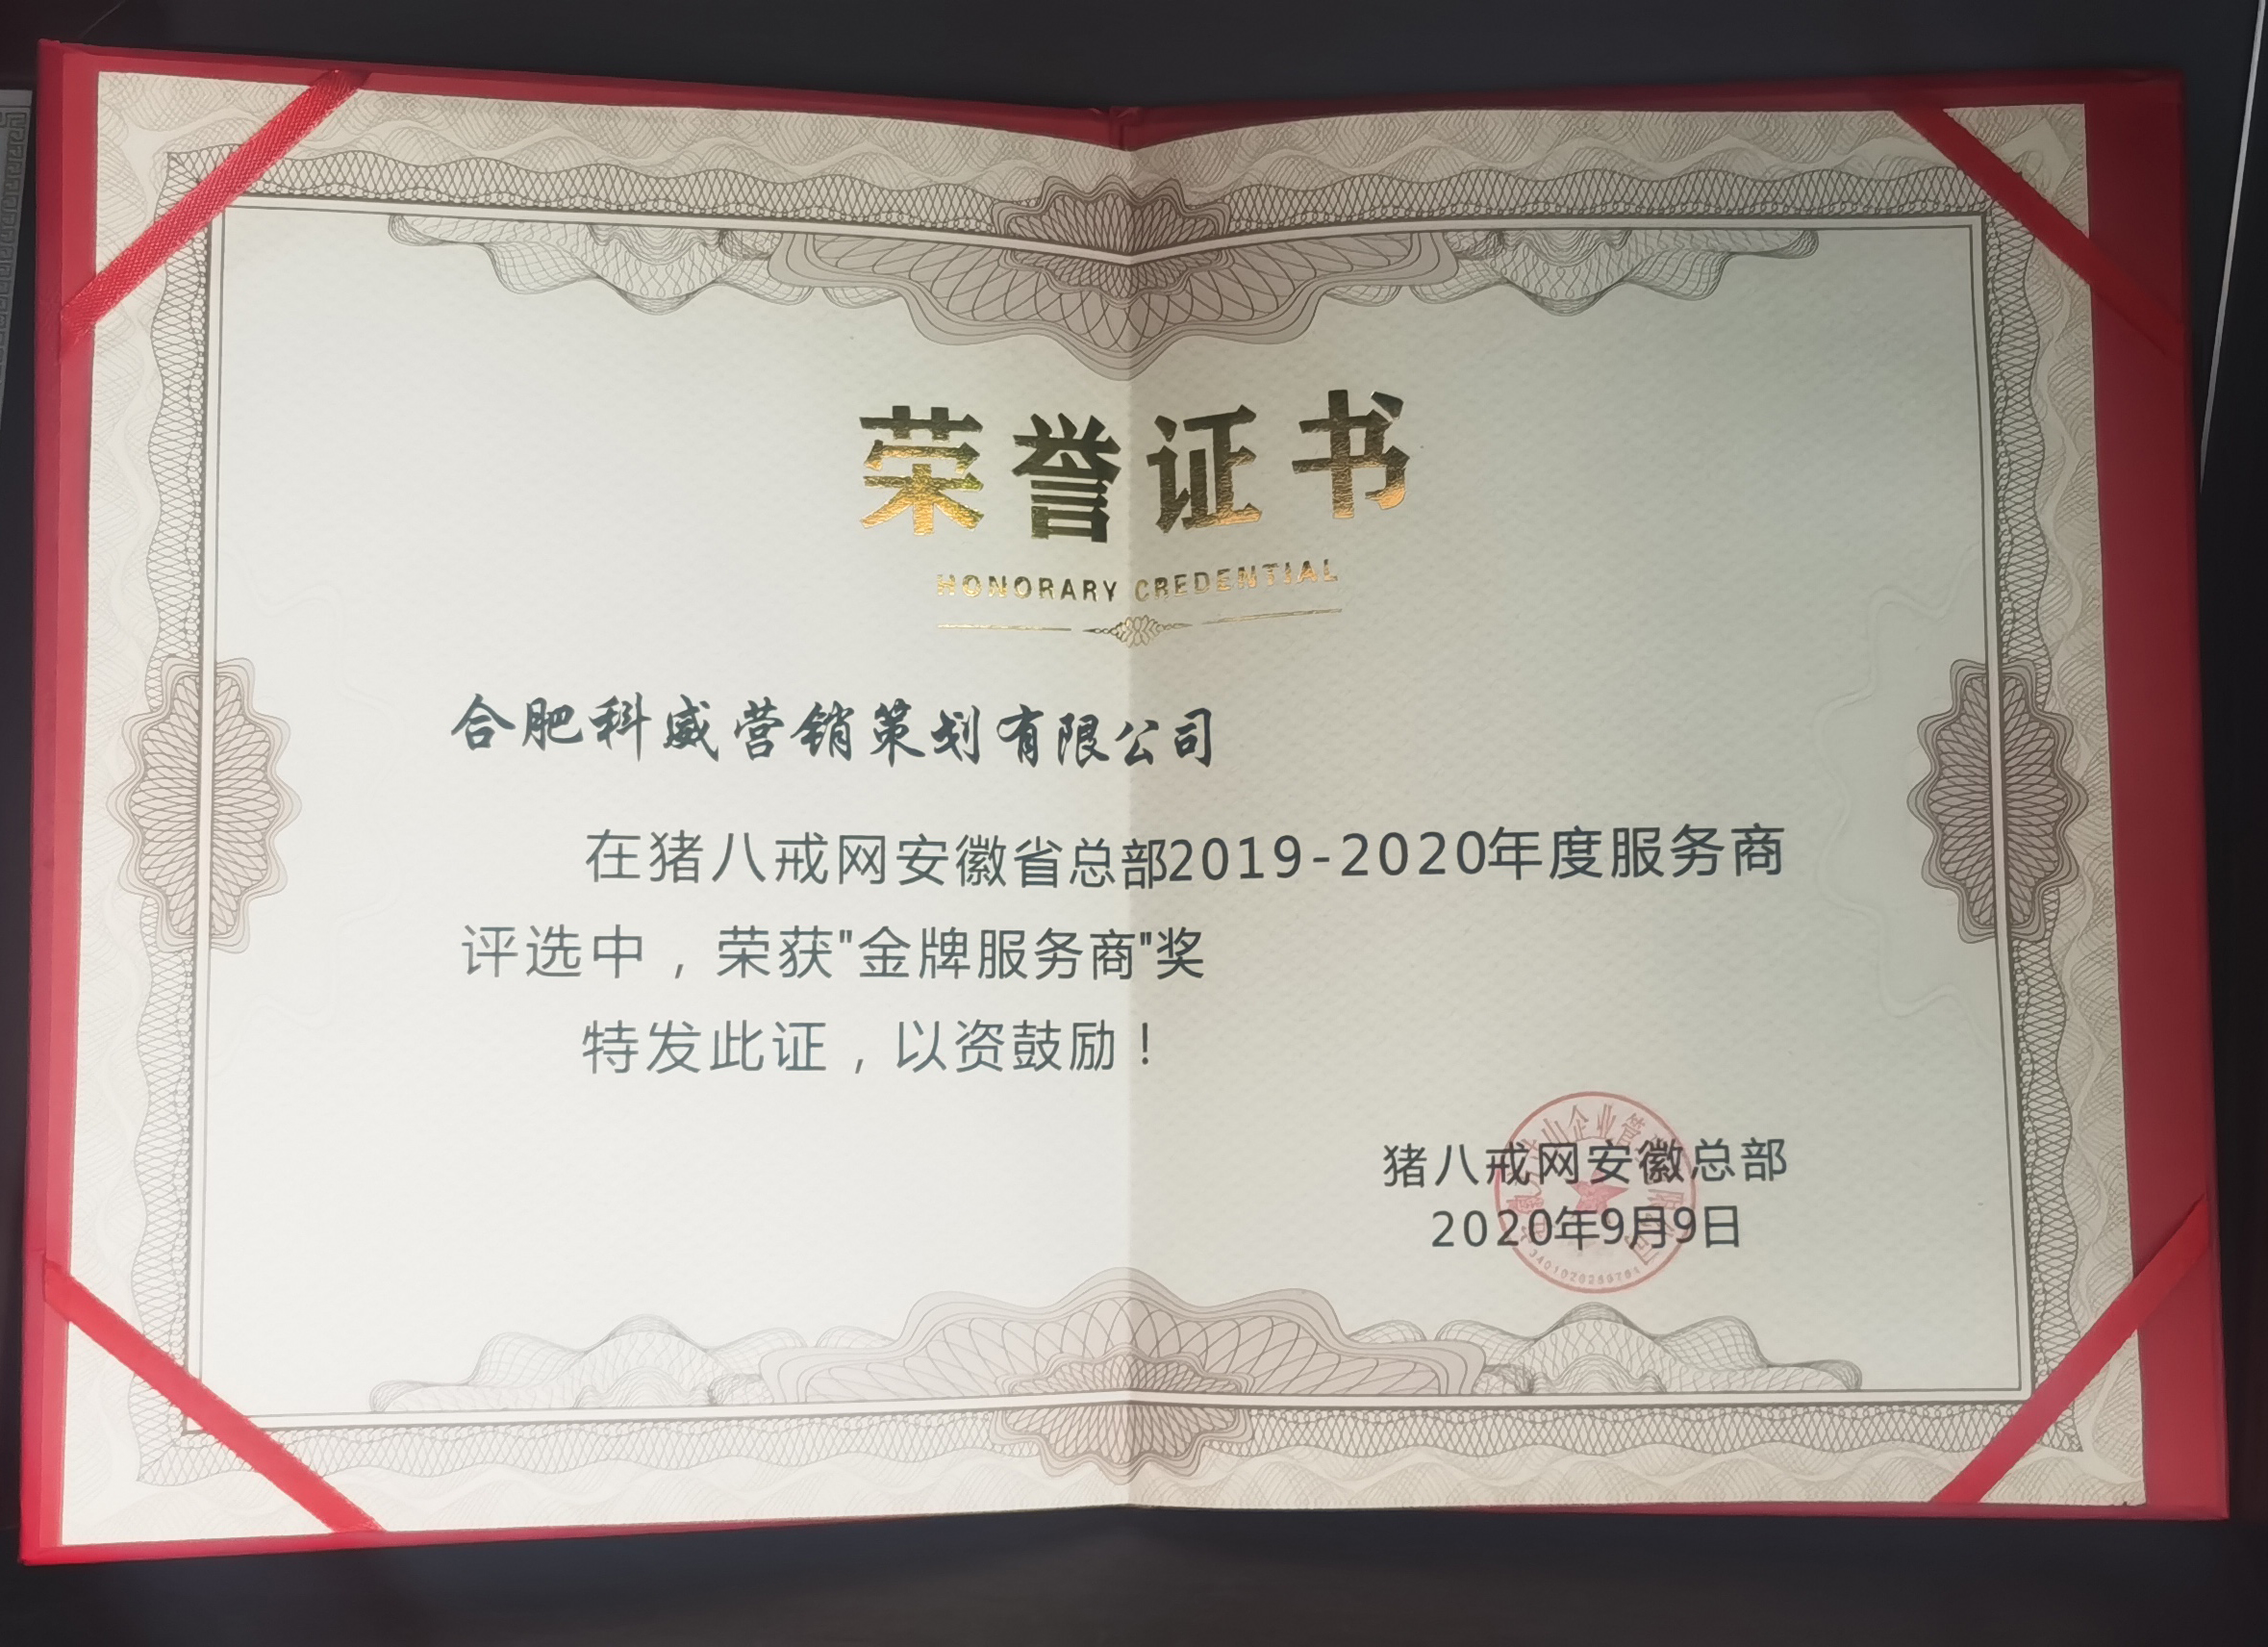 荣誉证书
HONORARY CREDENTIAL
合肥科威营销策划有限公司
在猪八戒网安徽省总部2019-2020年度服务商
评选中，荣获"金牌服务商"奖
特发此证，以资鼓励！
猪八戒网安徽总部
2020年9月9日